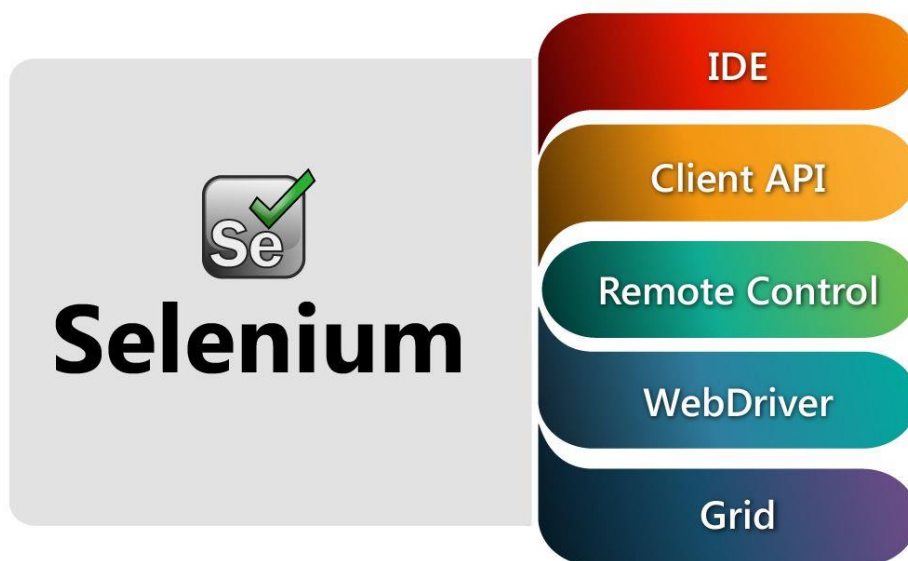 Se
Selenium
IDE
Client API
Remote Control
WebDriver
Grid